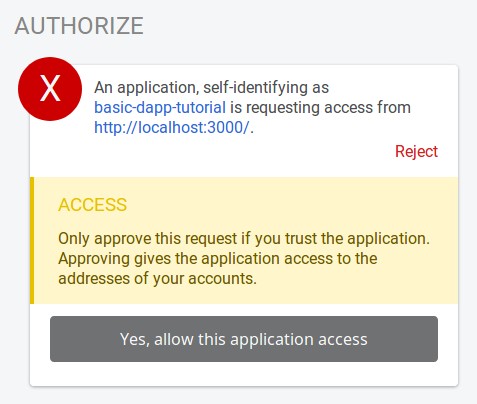 AUTHORIZE
X
An application, self-identifying as
basic-dapp-tutorial is requesting access from
http://localhost:3000/.
Reject
ACCESS
Only approve this request if you trust the application.
Approving gives the application access to the
addresses of your accounts.
Yes, allow this application access